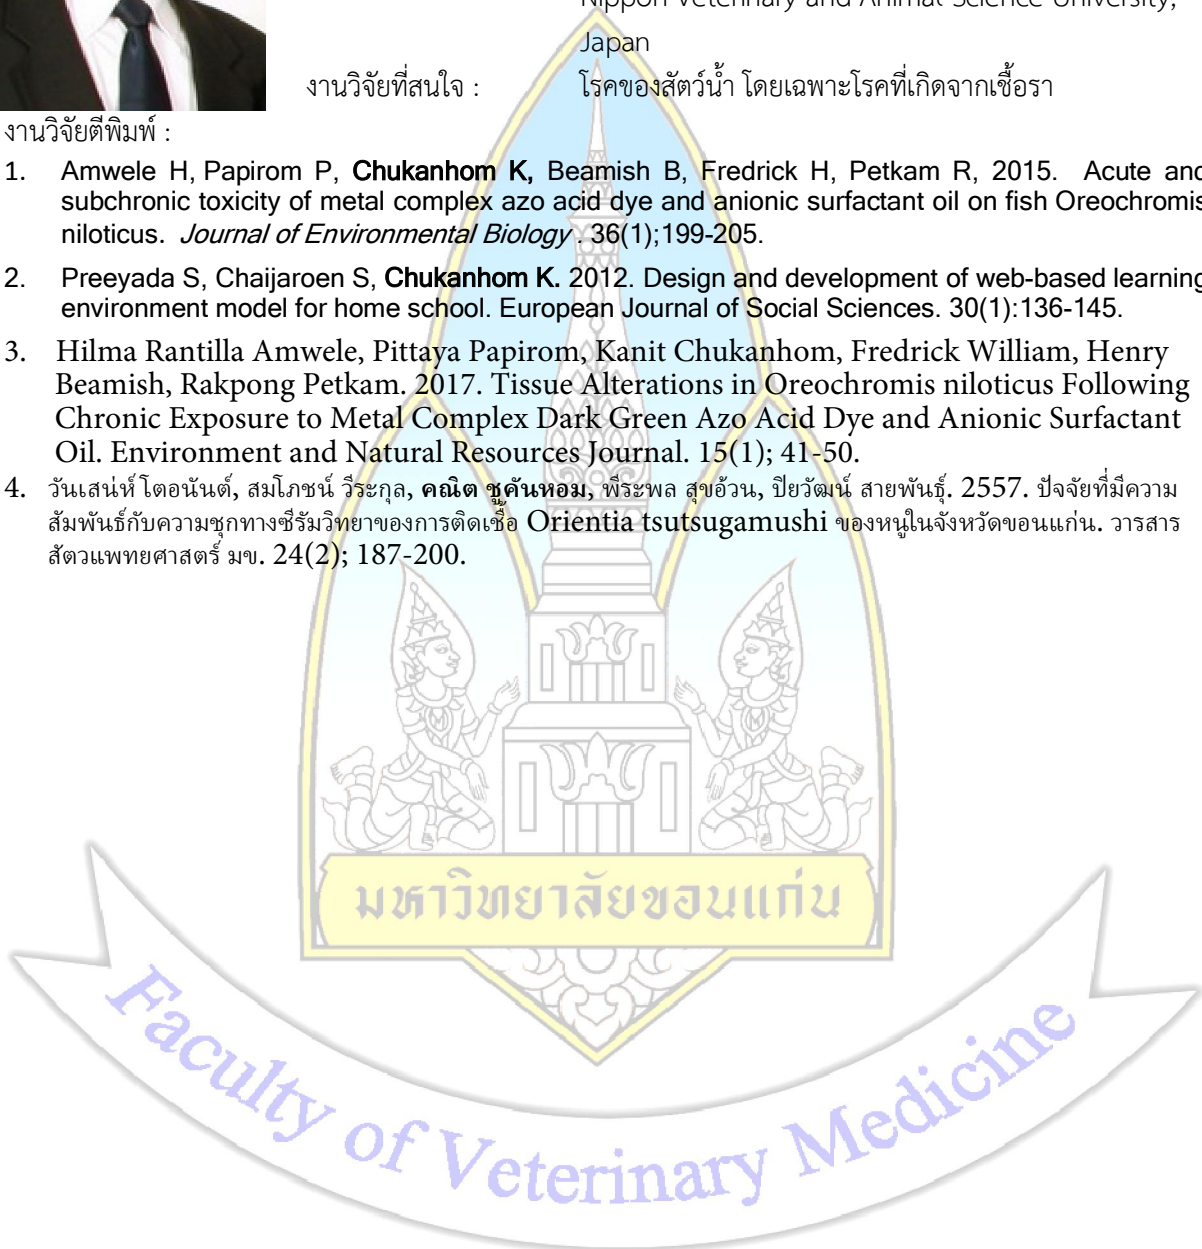 Nippon Veterinary and Animal Science University,
Japan
งานวิจัยที่สนใจ : โรคของสัตว์น้ำ โดยเฉพาะโรคที่เกิดจากเชื้อรา
งานวิจัยตีพิมพ์ :
1. Amwele H, Papirom P, Chukanhom K, Beamish B, Fredrick H, Petkam R, 2015. Acute and
subchronic toxicity of metal complex azo acid dye and anionic surfactant oil on fish Oreochromis
niloticus. Journal of Environmental Biology . 36(1);199-205.
2. Preeyada S, Chaijaroen S, Chukanhom K. 2012. Design and development of web-based learning
environment model for home school. European Journal of Social Sciences. 30(1):136-145.
3. Hilma Rantilla Amwele, Pittaya Papirom, Kanit Chukanhom, Fredrick William, Henry
Beamish, Rakpong Petkam. 2017. Tissue Alterations in Oreochromis niloticus Following
Chronic Exposure to Metal Complex Dark Green Azo Acid Dye and Anionic Surfactant
Oil. Environment and Natural Resources Journal. 15(1); 41-50.
4. วันเสน่ห์ โตอนันต์, สมโภชน์ วีระกุล, คณิต ชูคันหอม, พีระพล สุขอ้วน, ปิยวัฒน์ สายพันธุ์. 2557. ปัจจัยที่มีความ
สัมพันธ์กับความชุกทางซีรัมวิทยาของการติดเชื้อ Orientia tsutsugamushi ของหนูในจังหวัดขอนแก่น. วารสาร
สัตวแพทยศาสตร์ มข. 24(2); 187-200.
มหาวิทยาลัยขอนแก่น
Faculty of Veterinary Medicine